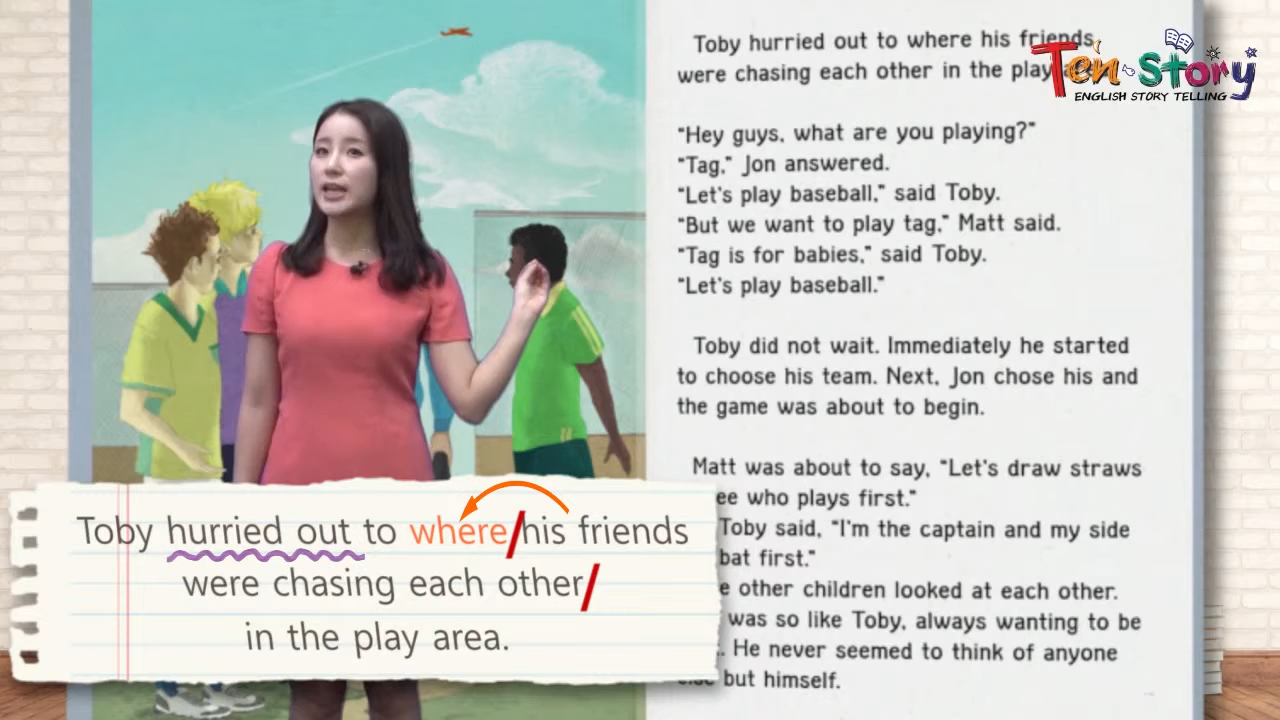 Toby hurried out to where his friends
were chasing each other in the play
Ten Story
ENGLISH STORY TELLING
"Hey guys, what are you playing?"
"Tag," Jon answered.
"Let's play baseball," said Toby.
"But we want to play tag," Matt said.
"Tag is for babies," said Toby.
"Let's play baseball."
Toby did not wait. Immediately he started
to choose his team. Next, Jon chose his and
the game was about to begin.
Matt was about to say, "Let's draw straws
ee who plays first."
Toby said, "I'm the captain and my side
bat first."
e other children looked at each other.
was so like Toby, always wanting to be
. He never seemed to think of anyone
but himself.
Toby hurried out to where/his friends
were chasing each other/
in the play area.